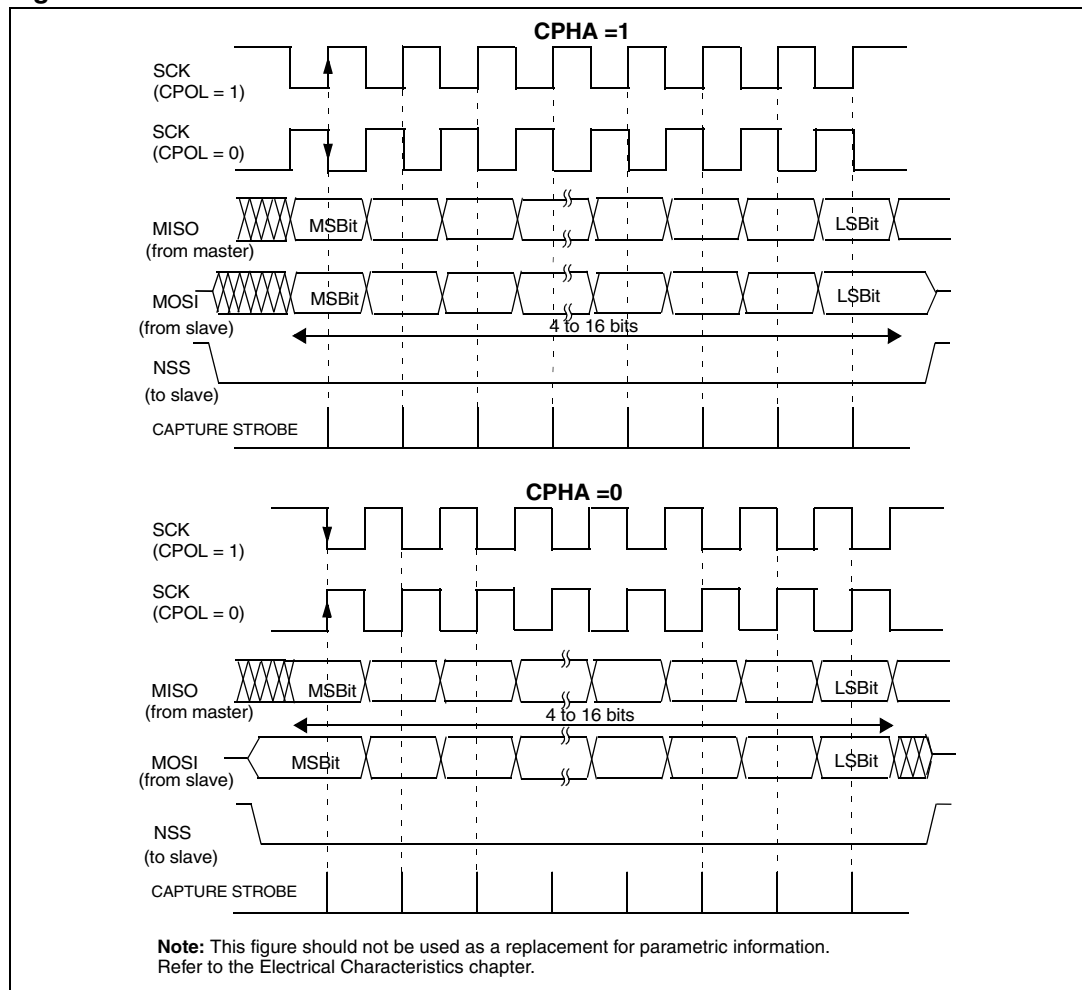 CPHA =1
SCK
(CPOL = 1)
SCK
(CPOL = 0)
MISO
(from master)
MSBit
LSBit
MOSI
(from slave)
MSBit
LSBit
4 to 16 bits
NSS
(to slave)
CAPTURE STROBE
CPHA =0
SCK
(CPOL = 1)
SCK
(CPOL = 0)
MISO
(from master)
MSBit
LSBit
4 to 16 bits
MOSI
(from slave)
MSBit
LSBit
NSS
(to slave)
CAPTURE STROBE
Note: This figure should not be used as a replacement for parametric information.
Refer to the Electrical Characteristics chapter.